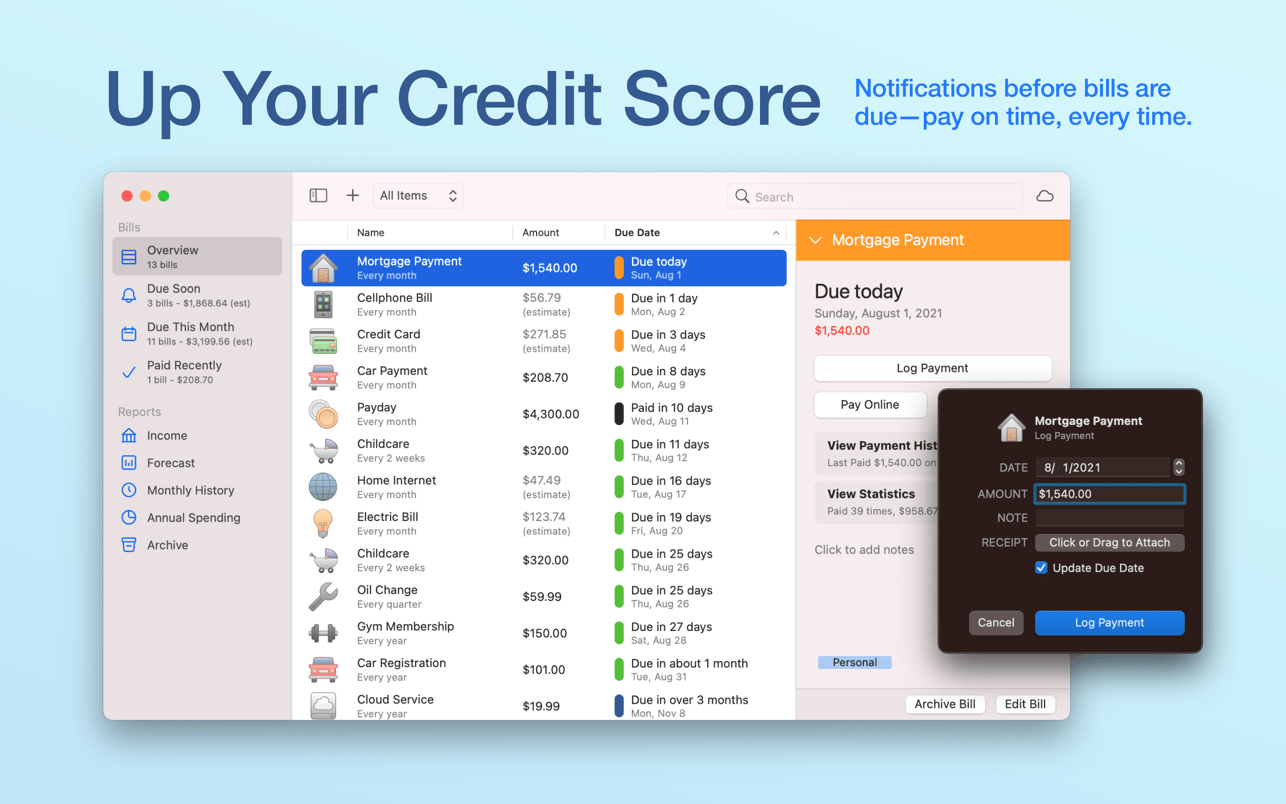 Up Your Credit Score
Notifications before bills are
due—pay on time, every time.
All Items
Search
Bills
Overview
13 bills
Due Soon
3 bills - $1,868.64 (est)
Due This Month
11 bills - $3,199.56 (est)
Paid Recently
1 bill - $208.70
Reports
Income
Forecast
Monthly History
Annual Spending
Archive
Name Amount Due Date
Mortgage Payment $1,540.00 Due today
Every month Sun, Aug 1
Cellphone Bill $56.79 Due in 1 day
Every month (estimate) Mon, Aug 2
Credit Card $271.85 Due in 3 days
Every month (estimate) Wed, Aug 4
Car Payment $208.70 Due in 8 days
Every month Mon, Aug 9
Payday $4,300.00 Paid in 10 days
Every month Wed, Aug 11
Childcare $320.00 Due in 11 days
Every 2 weeks Thu, Aug 12
Home Internet $47.49 Due in 16 days
Every month (estimate) Tue, Aug 17
Electric Bill $123.74 Due in 19 days
Every month (estimate) Fri, Aug 20
Childcare $320.00 Due in 25 days
Every 2 weeks Thu, Aug 26
Oil Change $59.99 Due in 25 days
Every quarter Thu, Aug 26
Gym Membership $150.00 Due in 27 days
Every year Sat, Aug 28
Car Registration $101.00 Due in about 1 month
Every year Tue, Aug 31
Cloud Service $19.99 Due in over 3 months
Every year Mon, Nov 8
Mortgage Payment
Due today
Sunday, August 1, 2021
$1,540.00
Log Payment
Pay Online
View Payment Hist
Last Paid $1,540.00 on
View Statistics
Paid 39 times, $958.67
Click to add notes
Personal
Archive Bill Edit Bill
Mortgage Payment
Log Payment
DATE 8/ 1/2021
AMOUNT $1,540.00
NOTE
RECEIPT Click or Drag to Attach
Update Due Date
Cancel Log Payment